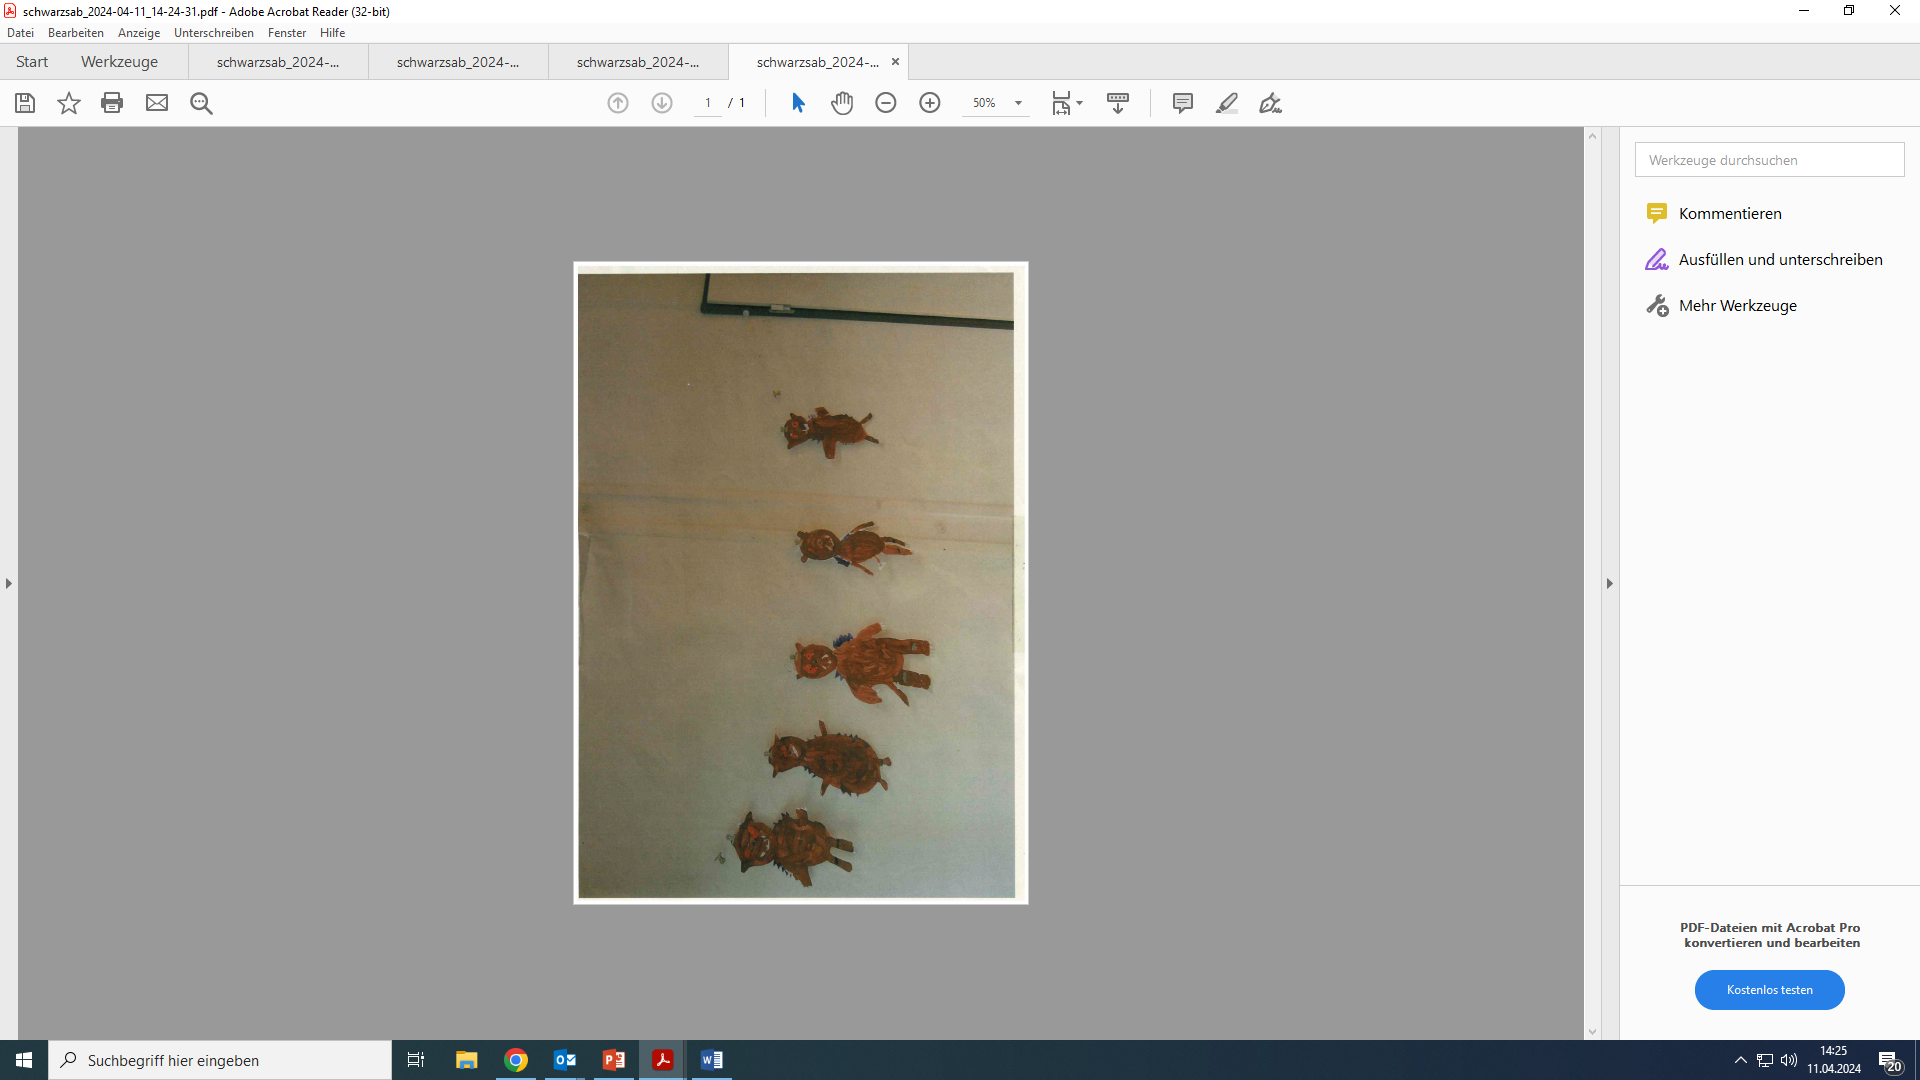 schwarzsab_2024-04-11_14-24-31.pdf - Adobe Acrobat Reader (32-bit)
Datei Bearbeiten Anzeige Unterschreiben Fenster Hilfe
Start Werkzeuge schwarzsab_2024-... schwarzsab_2024-... schwarzsab_2024-... schwarzsab_2024-...
1 / 1 50%
Werkzeuge durchsuchen
Kommentieren
Ausfüllen und unterschreiben
Mehr Werkzeuge
PDF-Dateien mit Acrobat Pro
konvertieren und bearbeiten
Kostenlos testen
Suchbegriff hier eingeben
14:25
11.04.2024
20